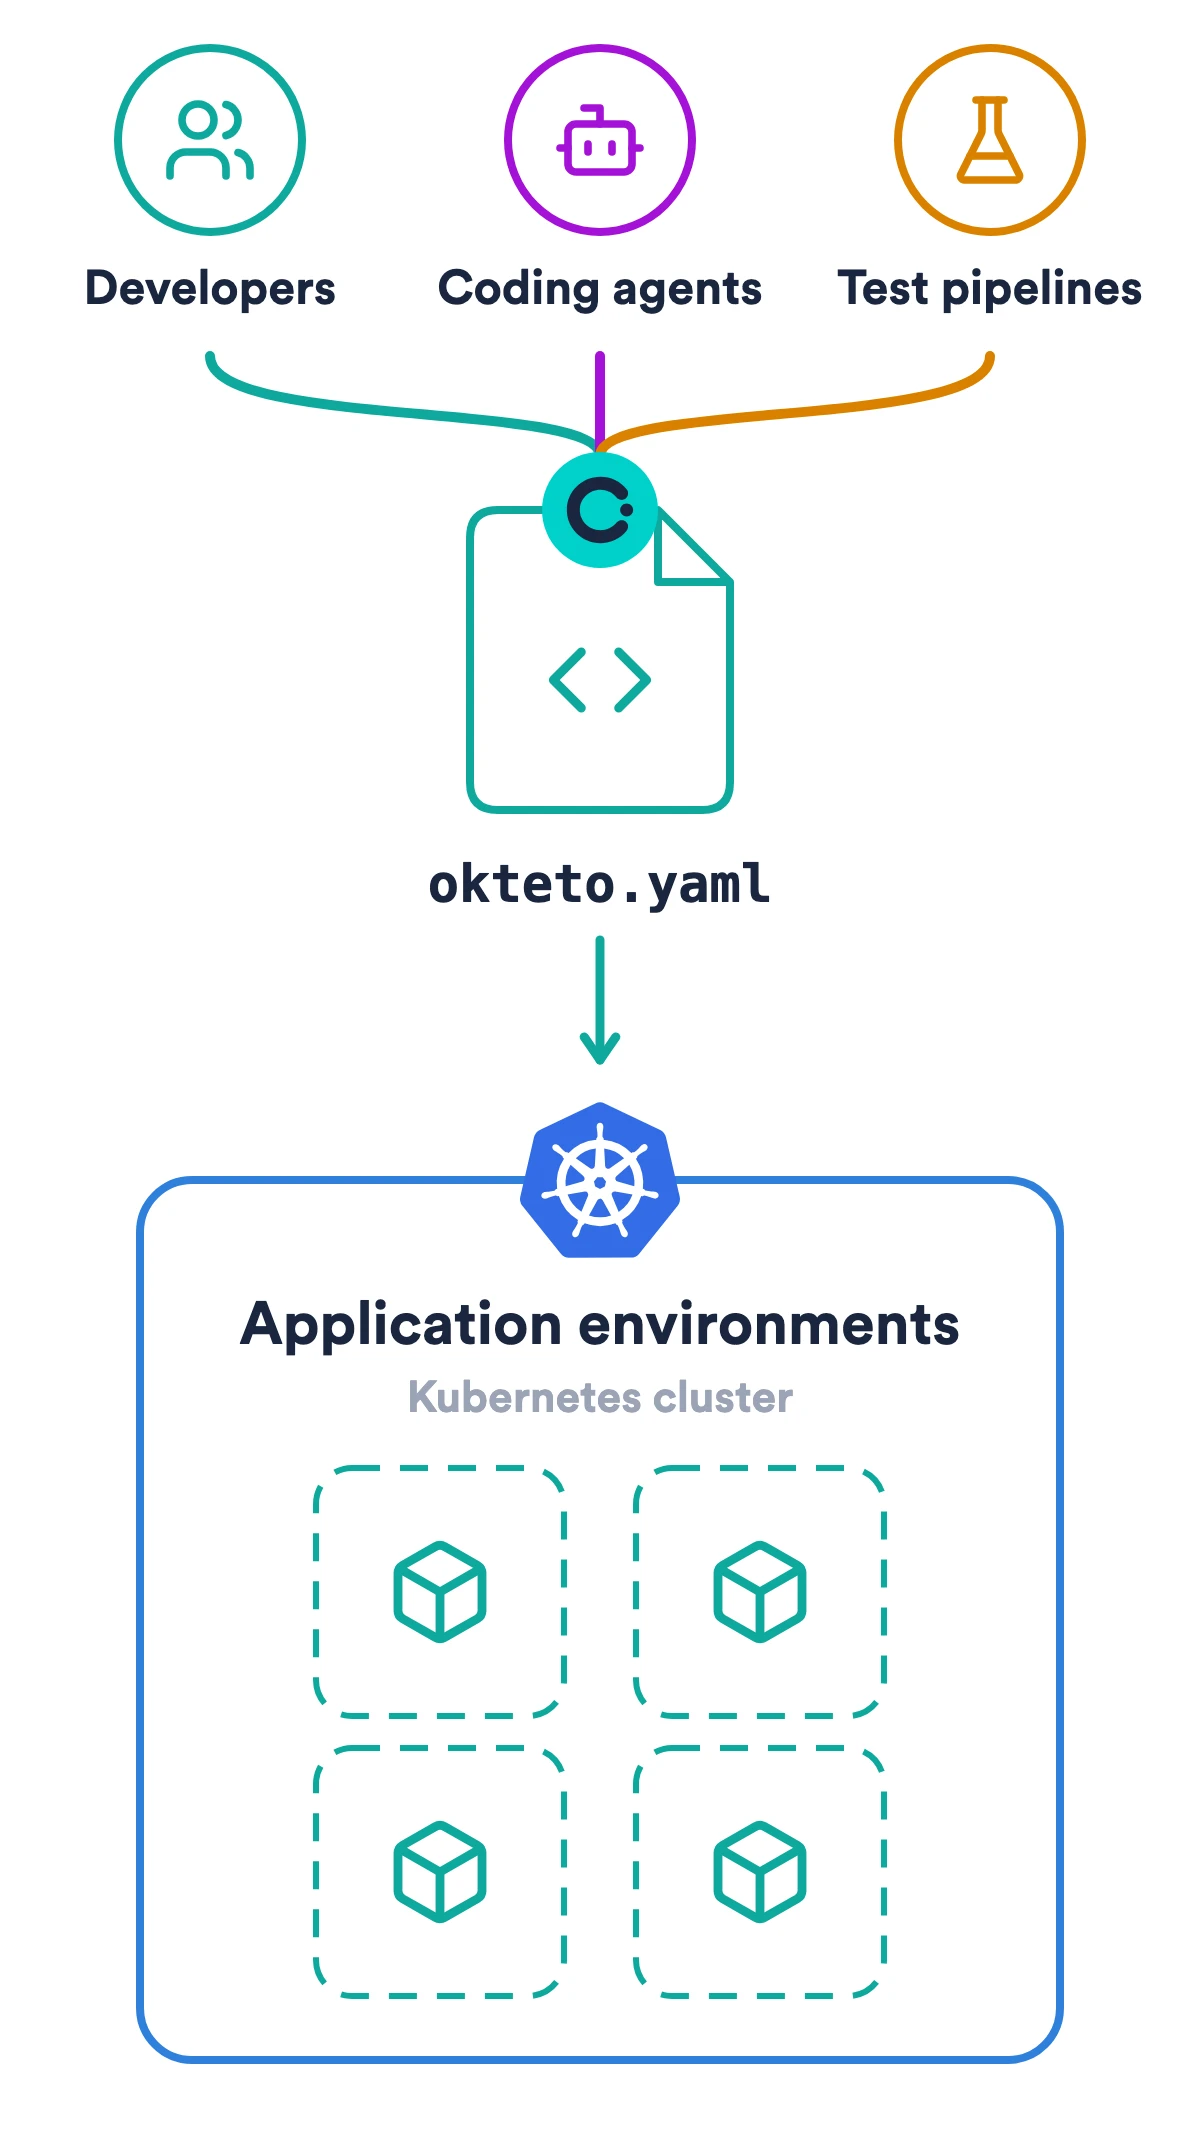 Developers
Coding agents
Test pipelines
okteto.yaml
Application environments
Kubernetes cluster